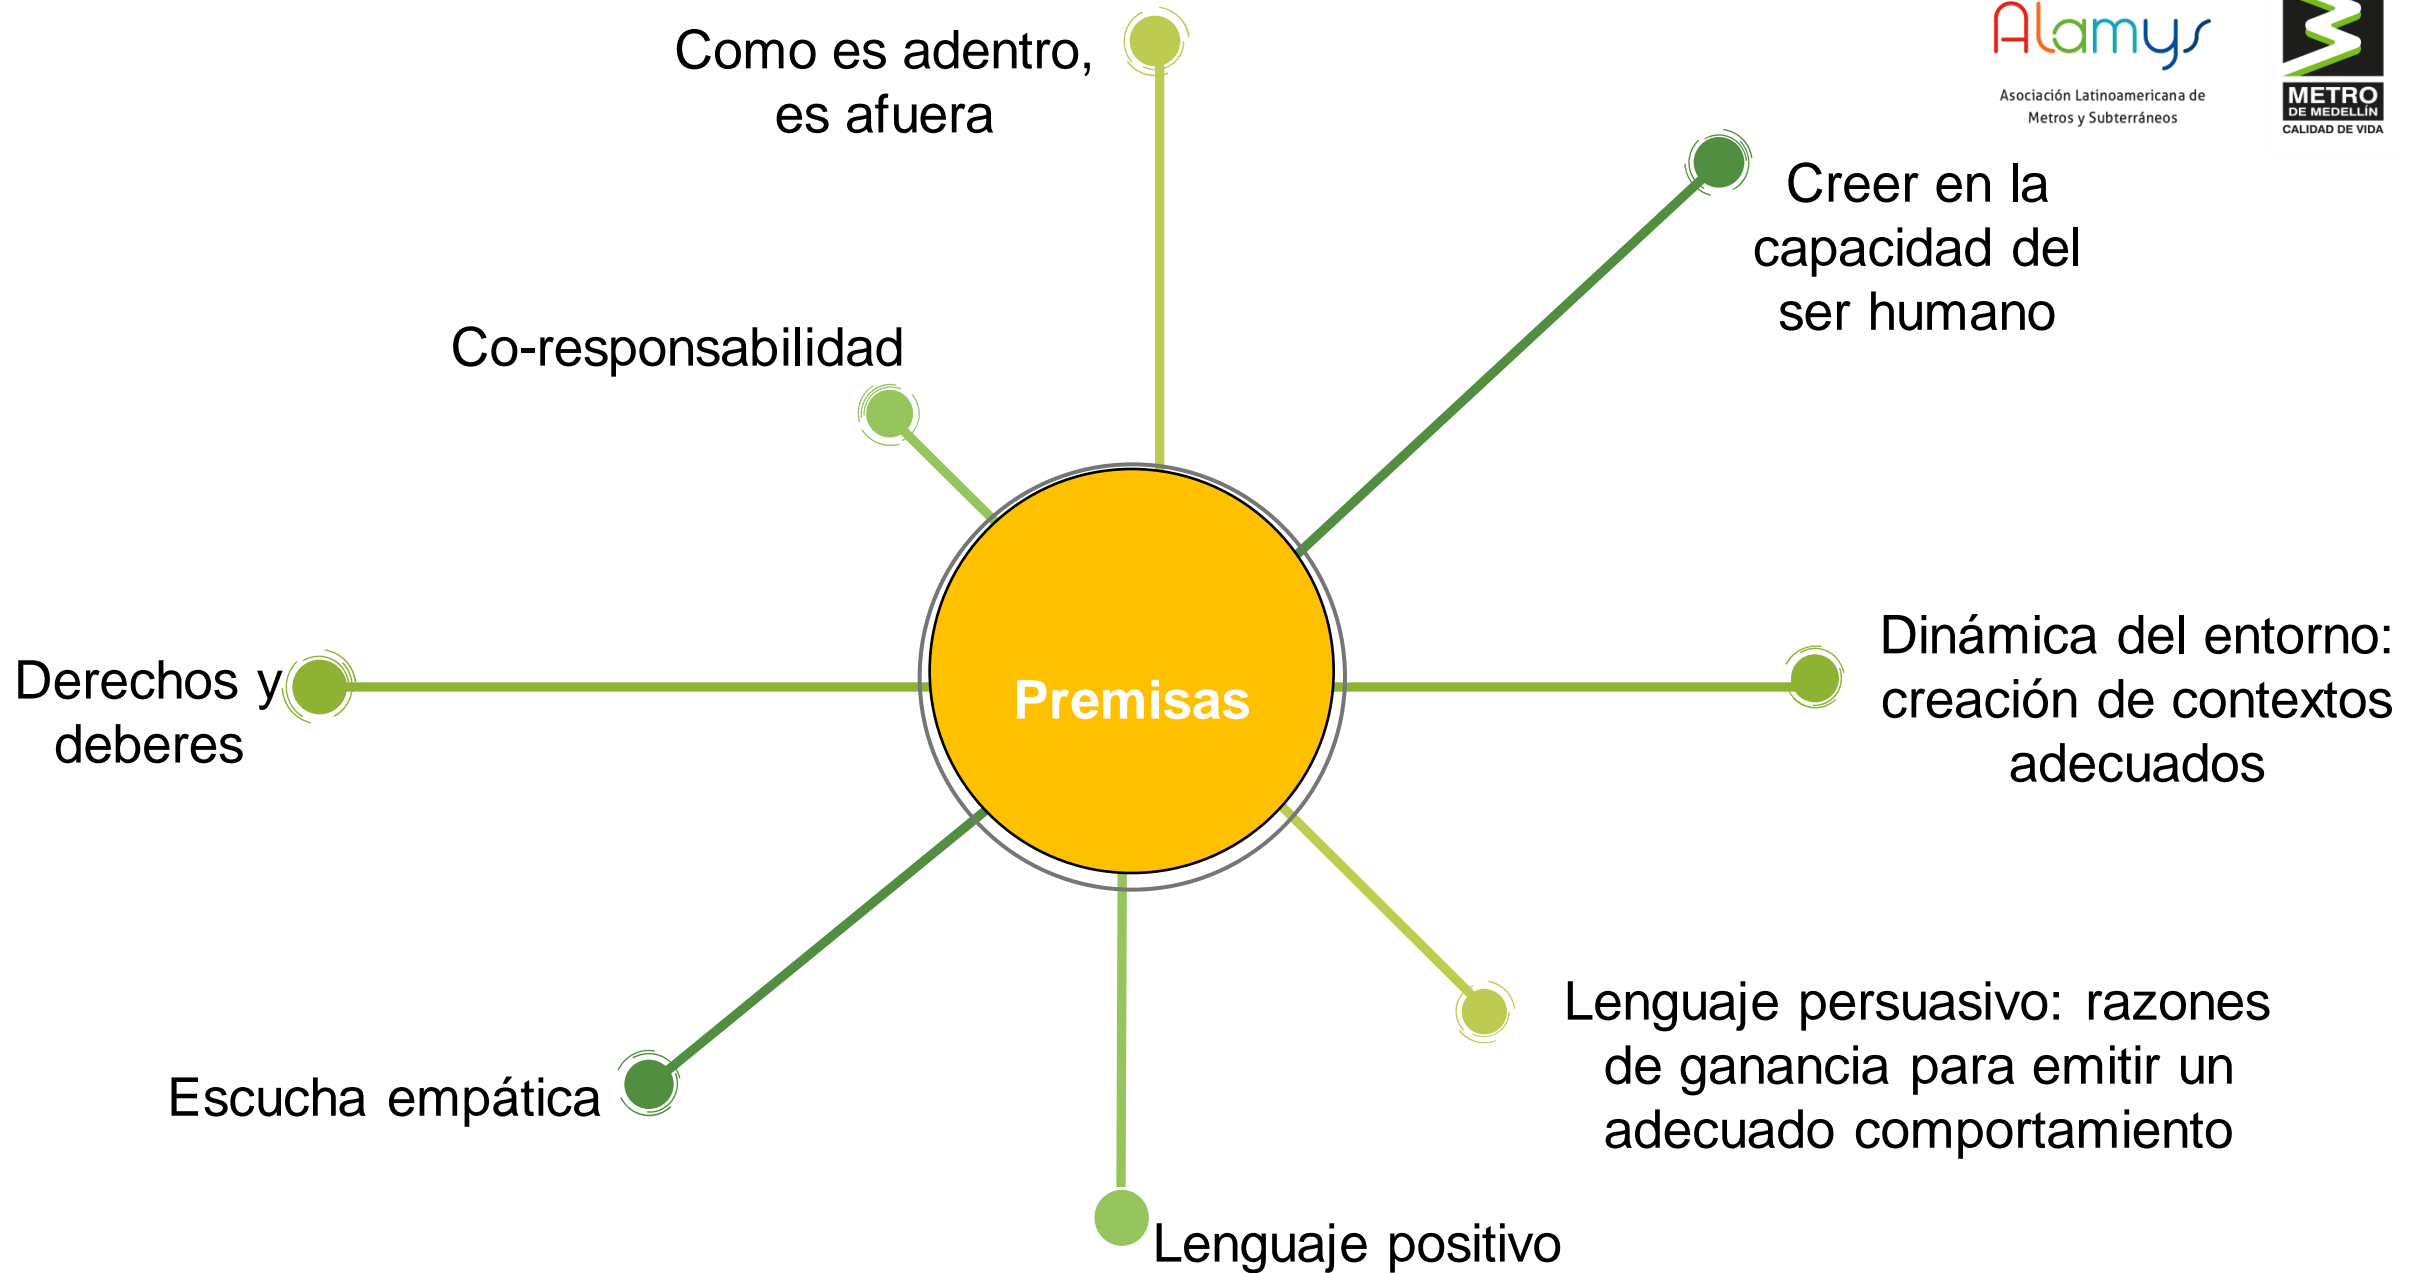 Alamys
Asociación Latinoamericana de
Metros y Subterráneos
METRO
DE MEDELLÍN
CALIDAD DE VIDA
Como es adentro,
es afuera
Creer en la
capacidad del
ser humano
Co-responsabilidad
Dinámica del entorno:
creación de contextos
adecuados
Derechos y
deberes
Premisas
Lenguaje persuasivo: razones
de ganancia para emitir un
adecuado comportamiento
Escucha empática
Lenguaje positivo